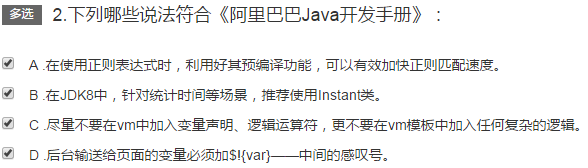 多选 2.下列哪些说法符合《阿里巴巴Java开发手册》：
A .在使用正则表达式时，利用好其预编译功能，可以有效加快正则匹配速度。
B .在JDK8中，针对统计时间等场景，推荐使用Instant类。
C .尽量不要在vm中加入变量声明、逻辑运算符，更不要在vm模板中加入任何复杂的逻辑。
D .后台输送给页面的变量必须加$!{var}——中间的感叹号。